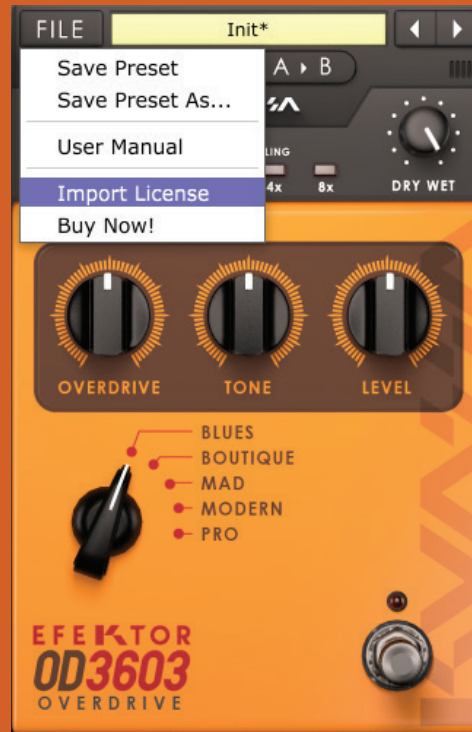 FILE
Init*
Save Preset
Save Preset As...
User Manual
Import License
Buy Now!
A B
LING
4x 8x
DRY WET
OVERDRIVE TONE LEVEL
BLUES
BOUTIQUE
MAD
MODERN
PRO
EFEKTOR
OD3603
OVERDRIVE